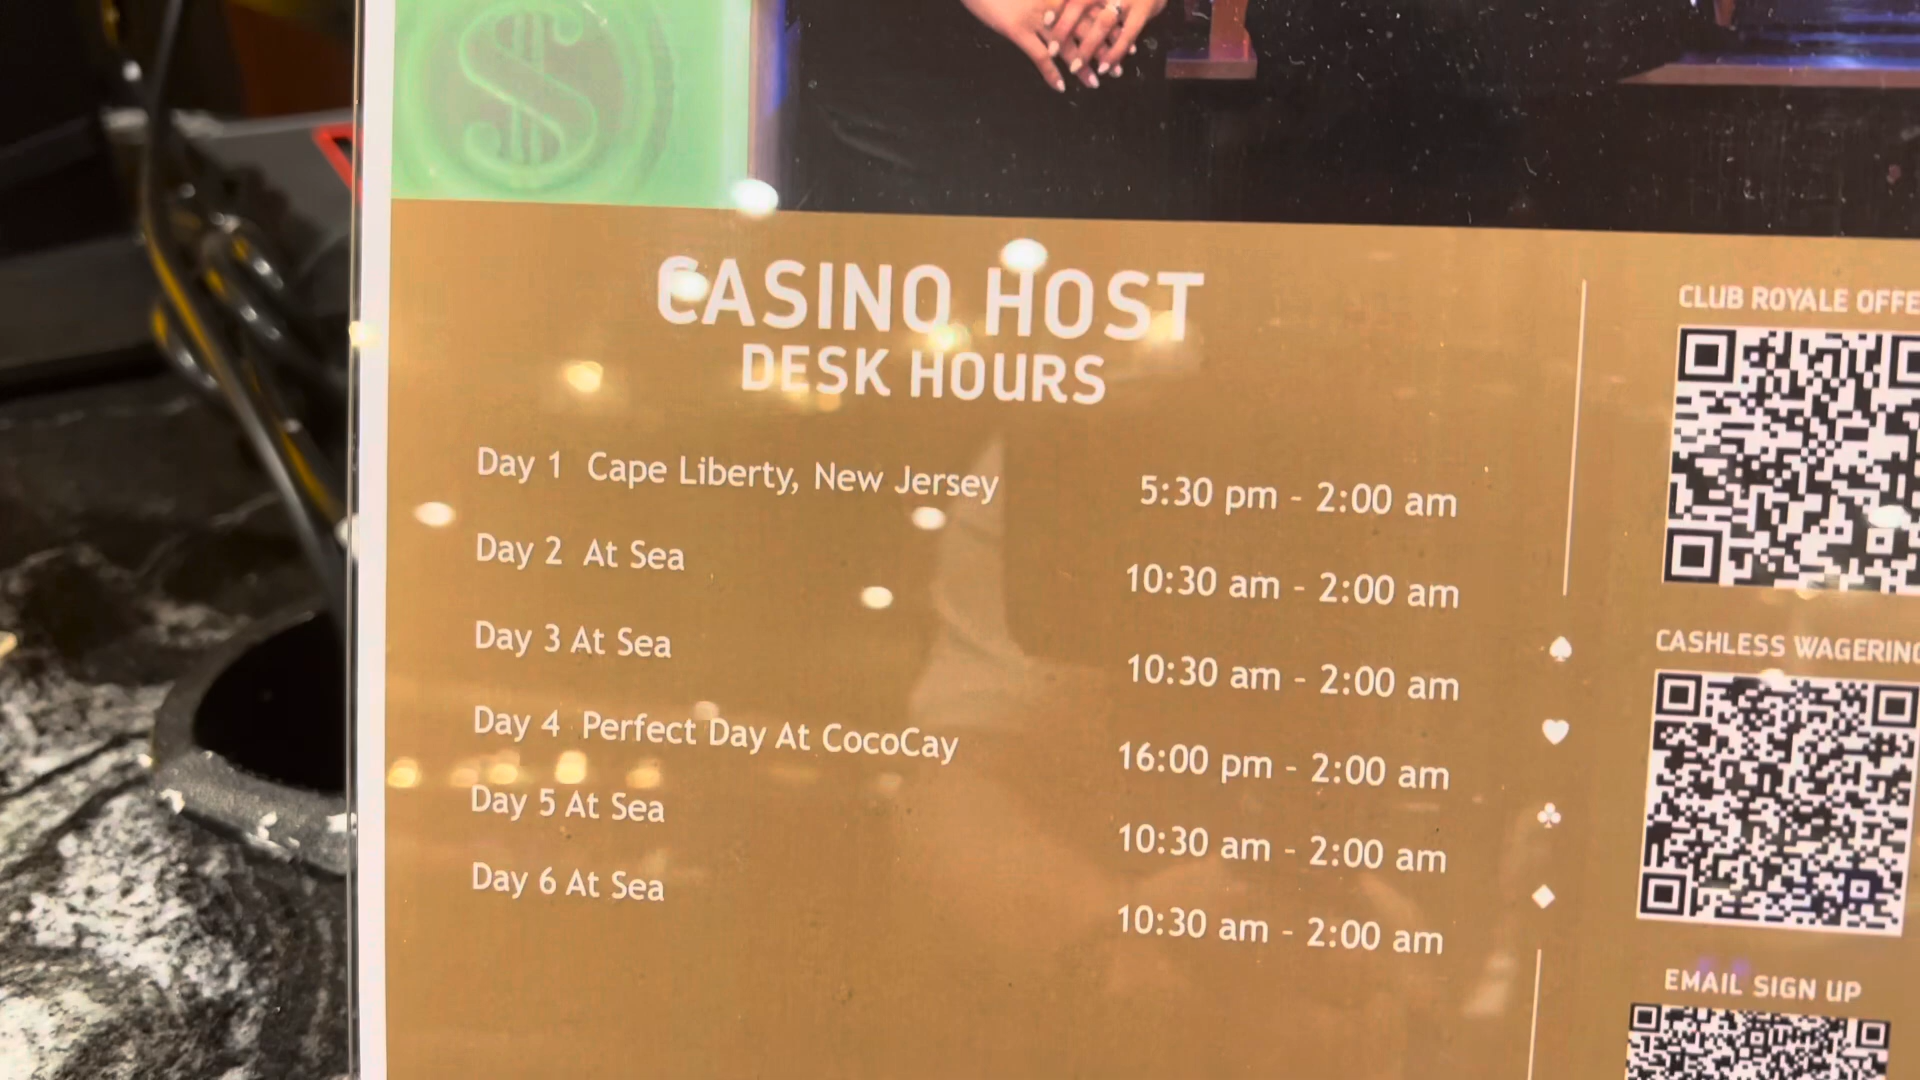 $
CASINO HOST
DESK HOURS
Day 1 Cape Liberty, New Jersey 5:30 pm - 2:00 am
Day 2 At Sea 10:30 am - 2:00 am
Day 3 At Sea 10:30 am - 2:00 am
Day 4 Perfect Day At CocoCay 16:00 pm - 2:00 am
Day 5 At Sea 10:30 am - 2:00 am
Day 6 At Sea 10:30 am - 2:00 am
CLUB ROYALE OFFE
CASHLESS WAGERING
EMAIL SIGN UP